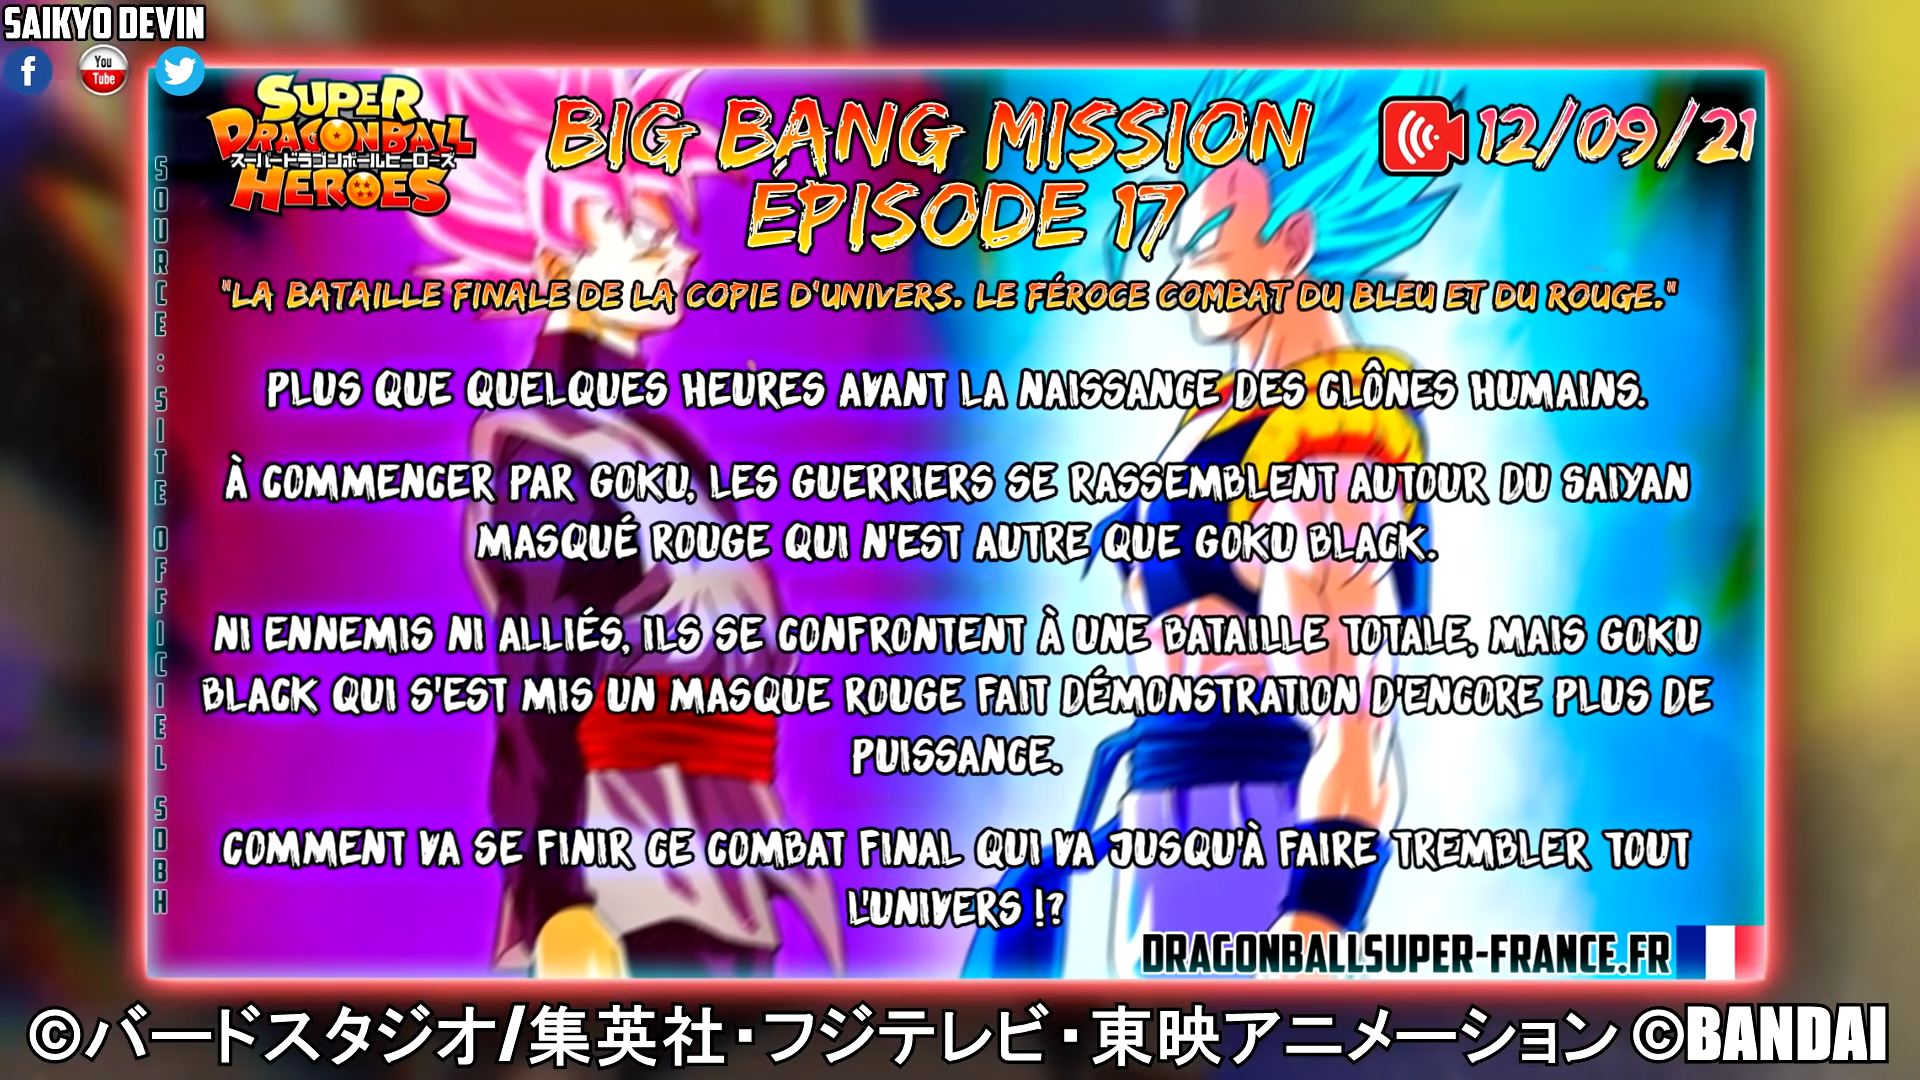 SAIKYO DEVIN
f
You
Tube
SUPER
DRAGONBALL
スーパードラゴンボールヒーローズ
HEROES
BIG BANG MISSION
ÉPISODE 17
12/09/21
SOURCE : SITE OFFICIEL SDBH
"LA BATAILLE FINALE DE LA COPIE D'UNIVERS. LE FÉROCE COMBAT DU BLEU ET DU ROUGE."
PLUS QUE QUELQUES HEURES AVANT LA NAISSANCE DES CLÔNES HUMAINS.
À COMMENCER PAR GOKU, LES GUERRIERS SE RASSEMBLENT AUTOUR DU SAIYAN
MASQUÉ ROUGE QUI N'EST AUTRE QUE GOKU BLACK.
NI ENNEMIS NI ALLIÉS, ILS SE CONFRONTENT À UNE BATAILLE TOTALE, MAIS GOKU
BLACK QUI S'EST MIS UN MASQUE ROUGE FAIT DÉMONSTRATION D'ENCORE PLUS DE
PUISSANCE.
COMMENT VA SE FINIR CE COMBAT FINAL QUI VA JUSQU'À FAIRE TREMBLER TOUT
L'UNIVERS !?
DRAGONBALLSUPER-FRANCE.FR
©バードスタジオ/集英社・フジテレビ・東映アニメーション ©BANDAI